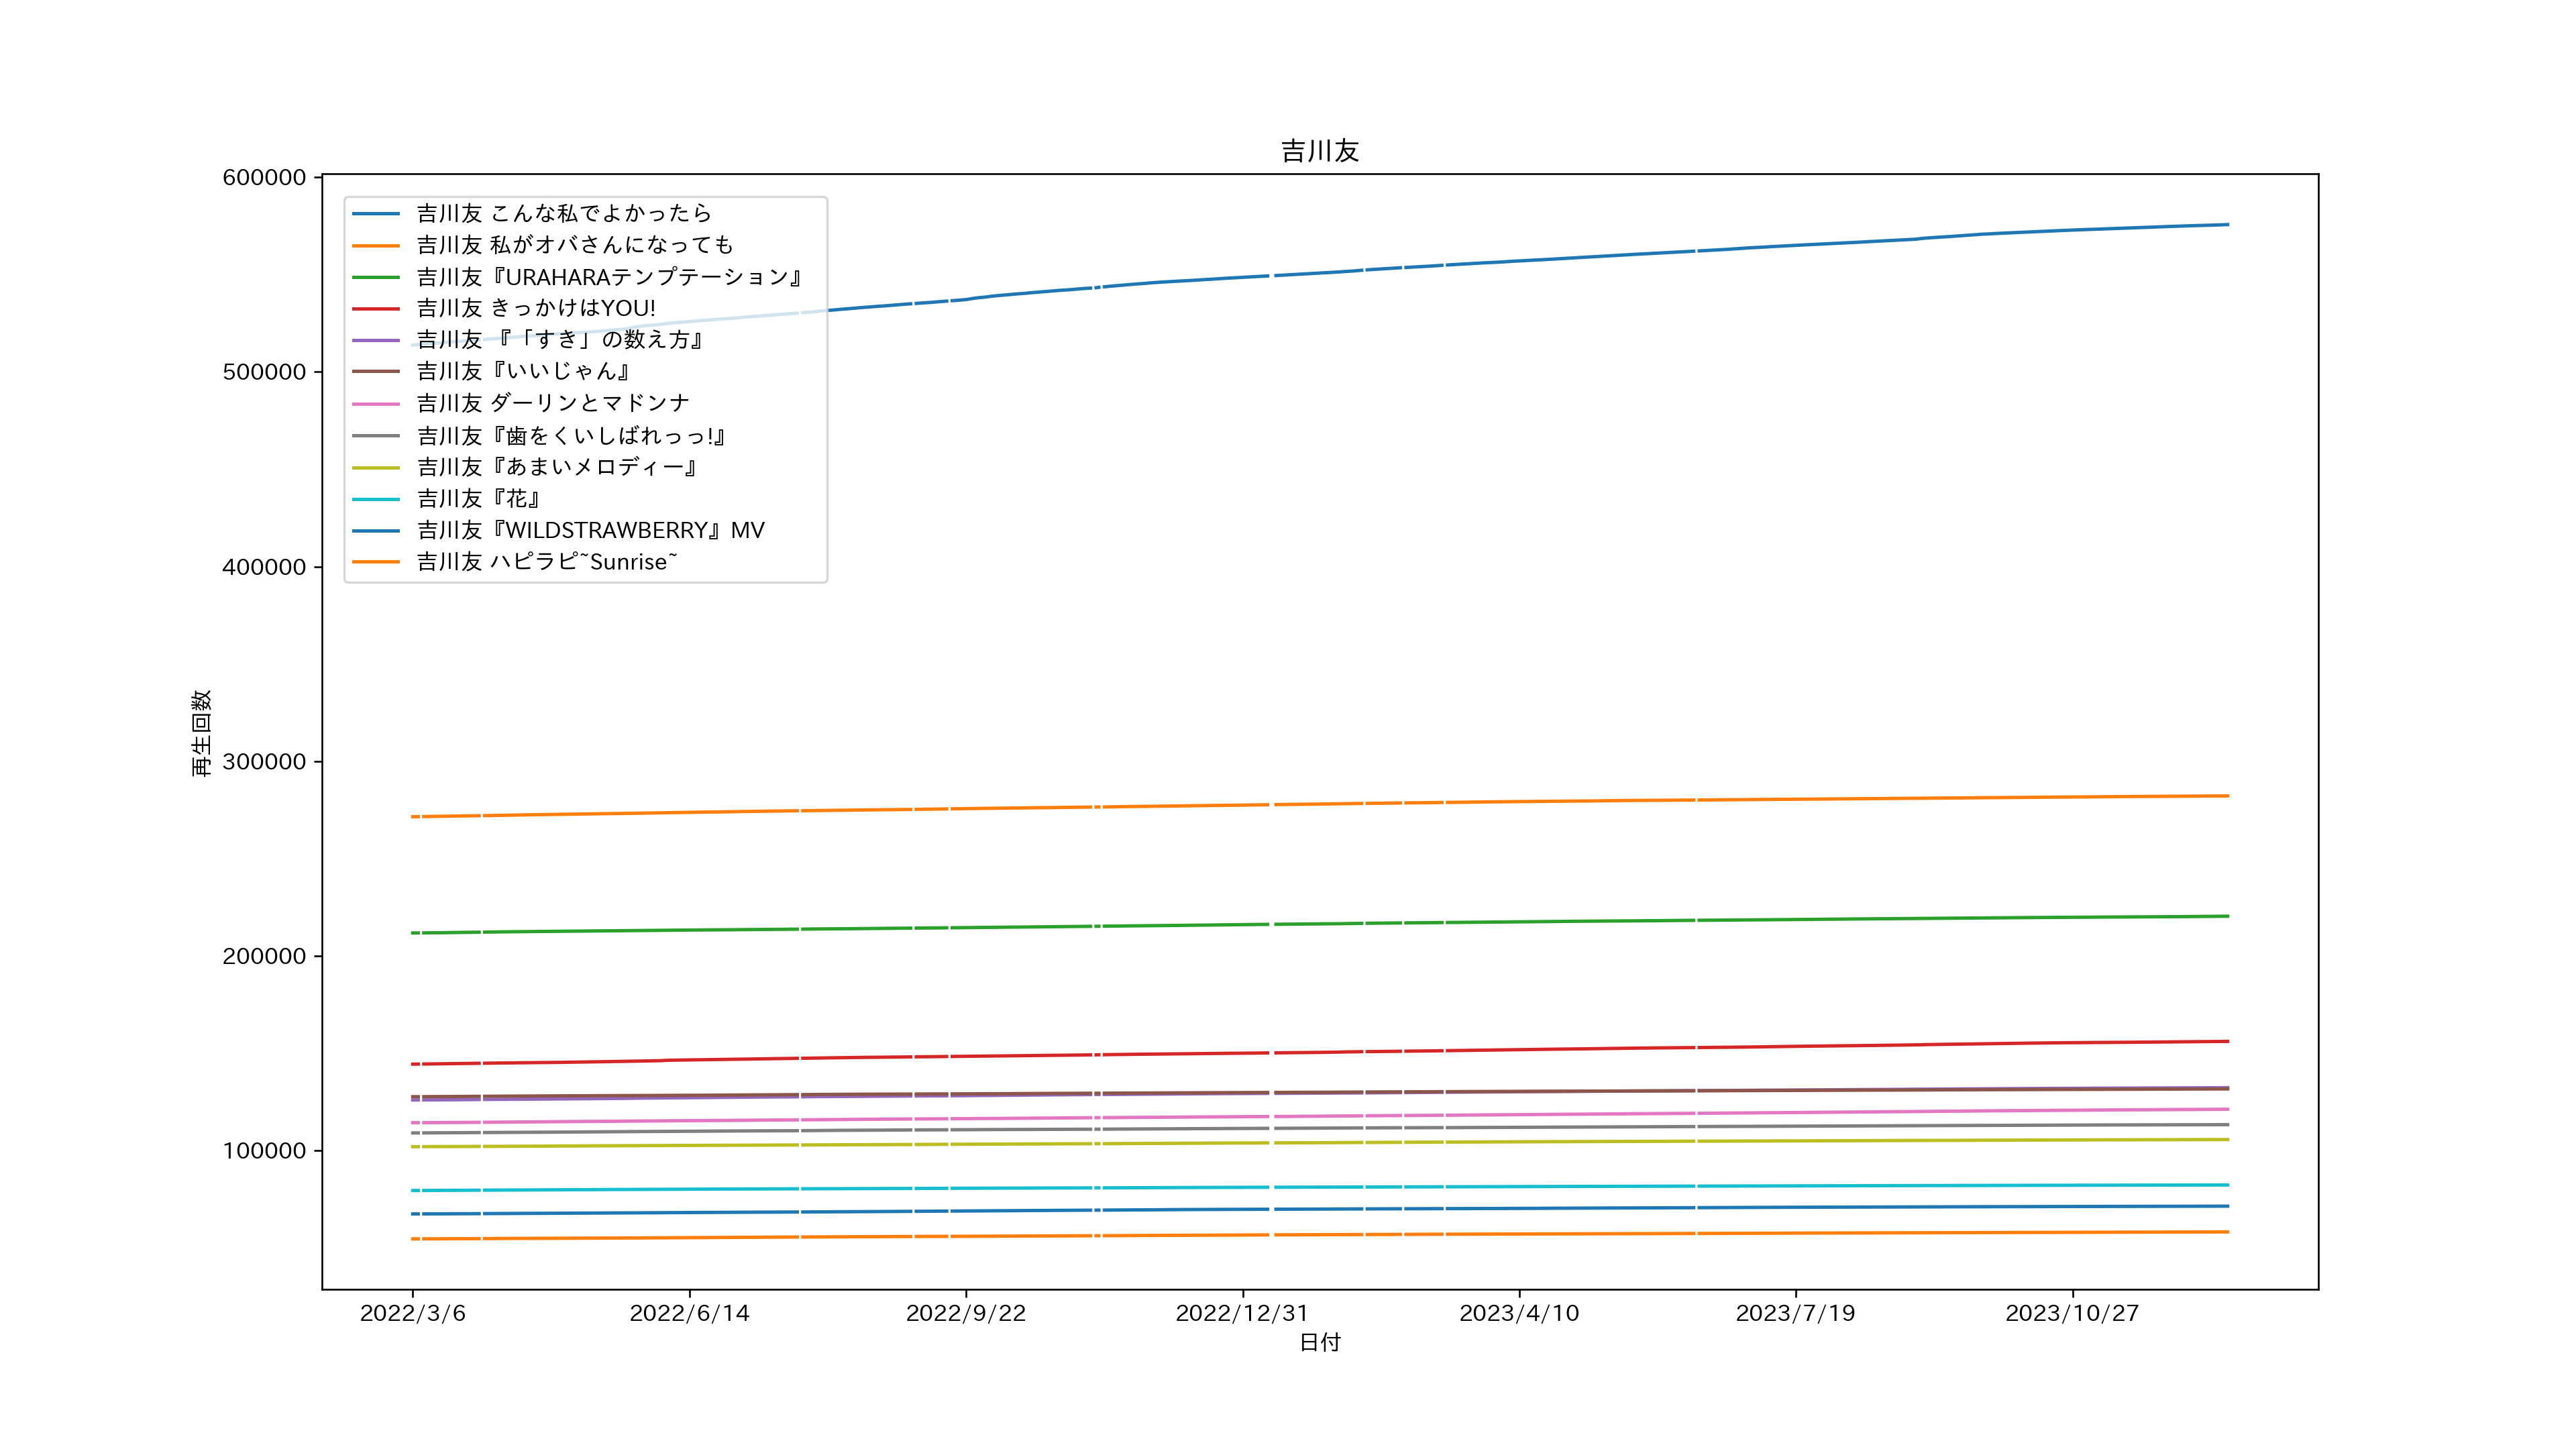 吉川友
600000
500000
400000
300000
200000
100000
再生回数
吉川友 こんな私でよかったら
吉川友 私がオバさんになっても
吉川友『URAHARAテンプテーション』
吉川友 きっかけはYOU!
吉川友 『「すき」の数え方』
吉川友『いいじゃん』
吉川友 ダーリンとマドンナ
吉川友『歯をくいしばれっっ!』
吉川友『あまいメロディー』
吉川友『花』
吉川友『WILDSTRAWBERRY』MV
吉川友 ハピラピ~Sunrise~
2022/3/6 2022/6/14 2022/9/22 2022/12/31 2023/4/10 2023/7/19 2023/10/27
日付